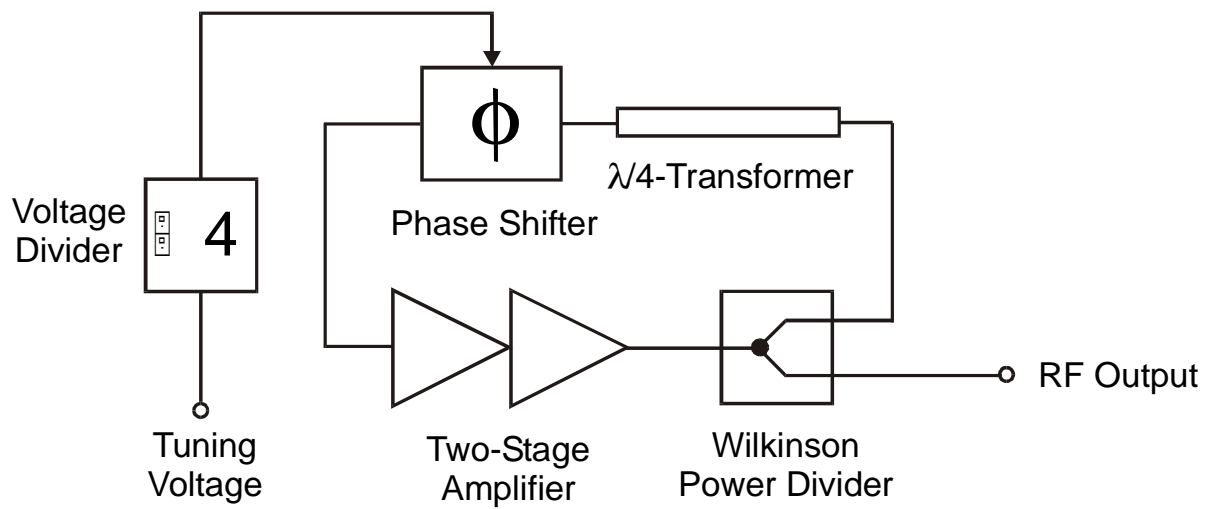 ϕ
λ/4-Transformer
Voltage
Divider
4
Phase Shifter
RF Output
Tuning
Voltage
Two-Stage
Amplifier
Wilkinson
Power Divider